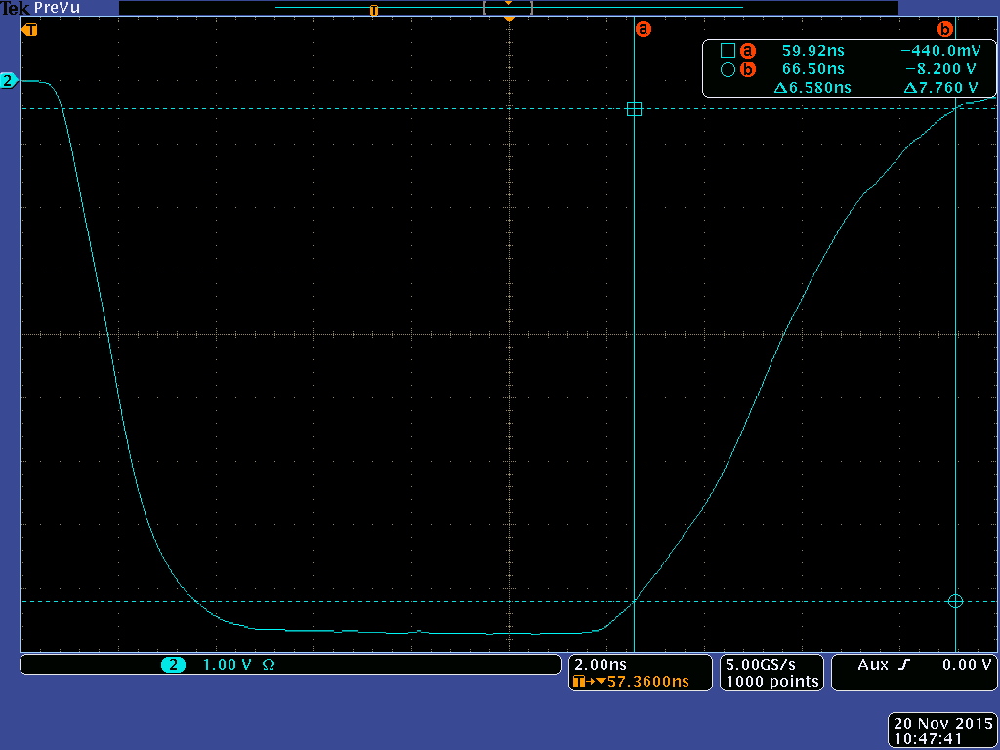 Tek PreVu
T
T
a
b
a 59.92ns −440.0mV
b 66.50ns −8.200 V
Δ6.580ns Δ7.760 V
2
2 1.00 V Ω
2.00ns
T→▼57.3600ns
5.00GS/s
1000 points
Aux ʃ 0.00 V
20 Nov 2015
10:47:41